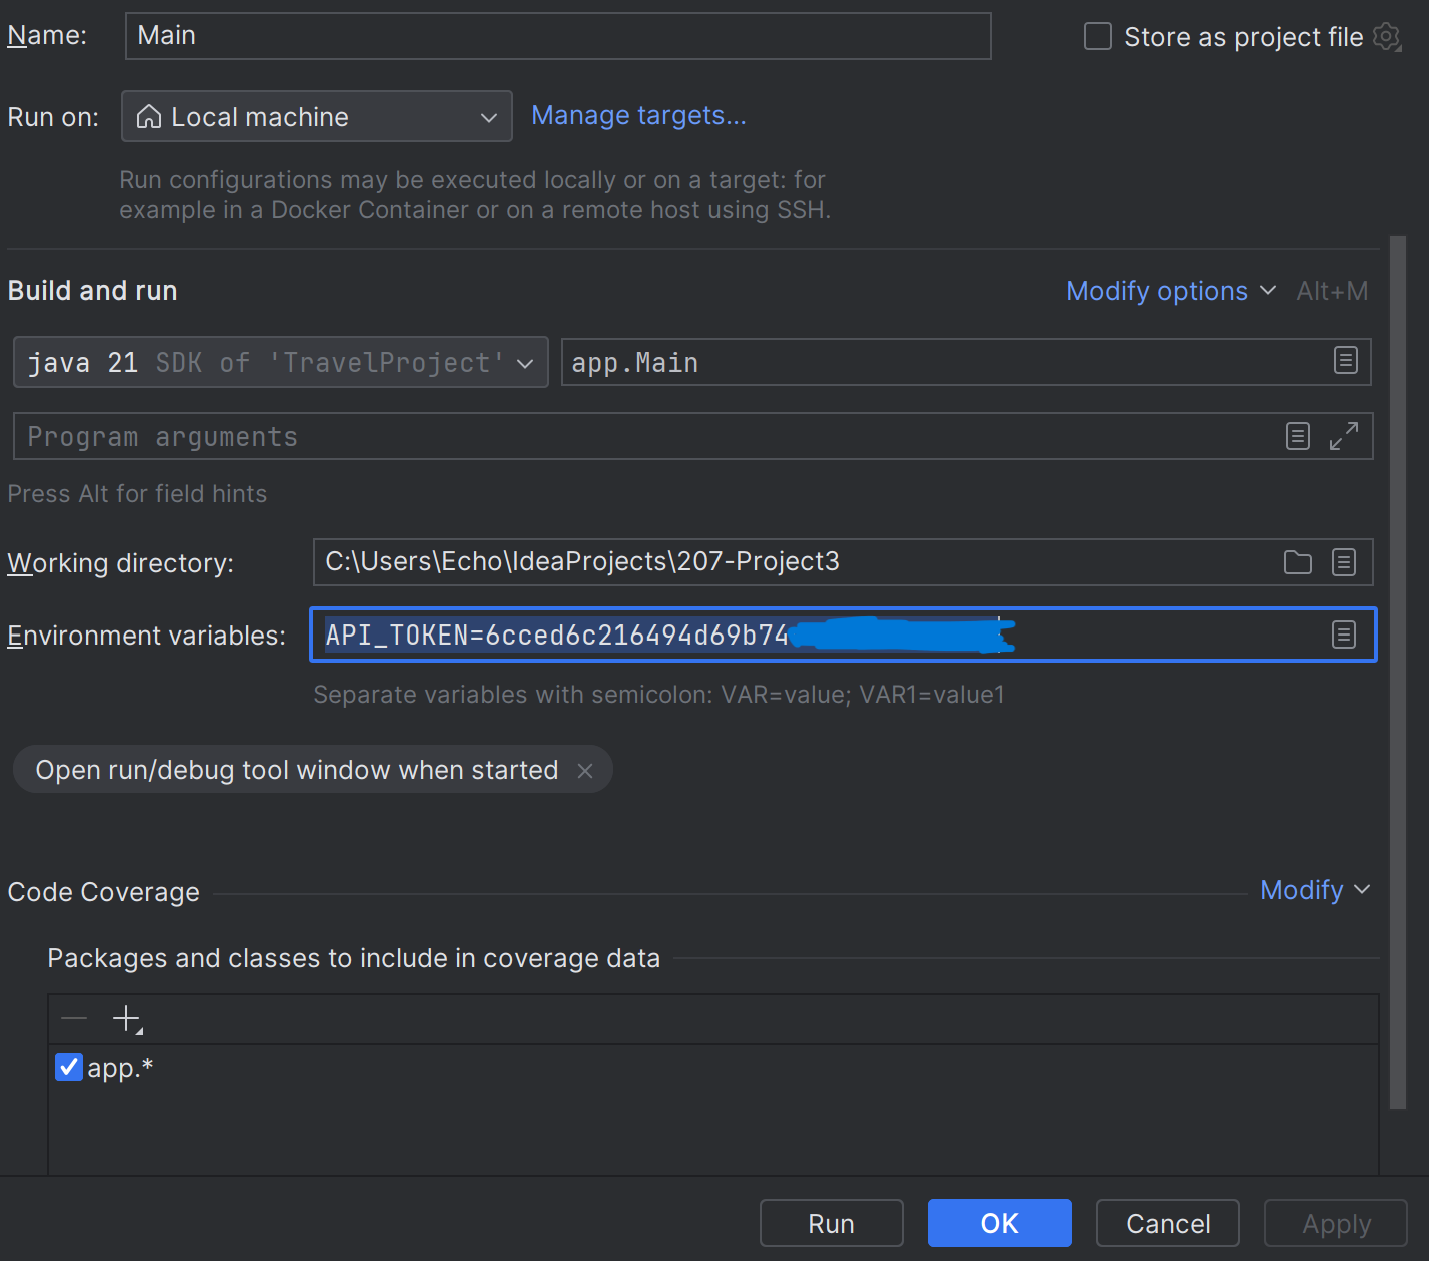 Name: Main Store as project file
Run on: Local machine Manage targets...
Run configurations may be executed locally or on a target: for
example in a Docker Container or on a remote host using SSH.
Build and run Modify options Alt+M
java 21 SDK of 'TravelProject' app.Main
Program arguments
Press Alt for field hints
Working directory: C:\Users\Echo\IdeaProjects\207-Project3
Environment variables: API_TOKEN=6cced6c216494d69b74
Separate variables with semicolon: VAR=value; VAR1=value1
Open run/debug tool window when started
Code Coverage Modify
Packages and classes to include in coverage data
app.*
Run OK Cancel Apply